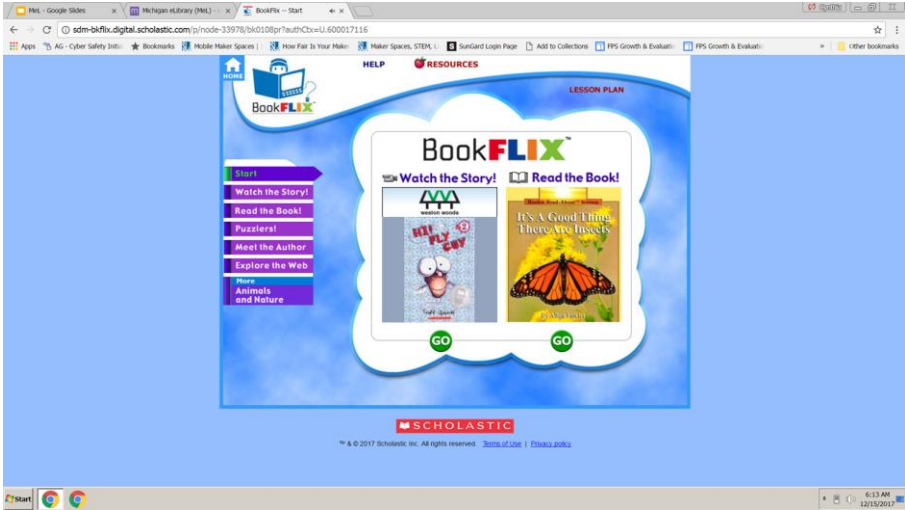 MeL - Google Slides
Michigan eLibrary (MeL) -
BookFlix — Start
sdm-bkflix.digital.scholastic.com/p/node-33978/bk0108pr?authCtx=U.600017116
Apps
AG - Cyber Safety Initia
Bookmarks
Mobile Maker Spaces |
How Fair Is Your Make
Maker Spaces, STEM, L
SunGard Login Page
Add to Collections
FPS Growth & Evaluatio
FPS Growth & Evaluatio
Other bookmarks
HOME
BookFLIX
HELP
RESOURCES
LESSON PLAN
Start
Watch the Story!
Read the Book!
Puzzlers!
Meet the Author
Explore the Web
More
Animals
and Nature
BookFLIX™
Watch the Story!
Read the Book!
weston woods
HI!
FLY
GUY
It's A Good Thing
There Are Insects
GO
GO
SCHOLASTIC
™ & © 2017 Scholastic Inc. All rights reserved. Terms of Use | Privacy policy
Start
6:13 AM
12/15/2017